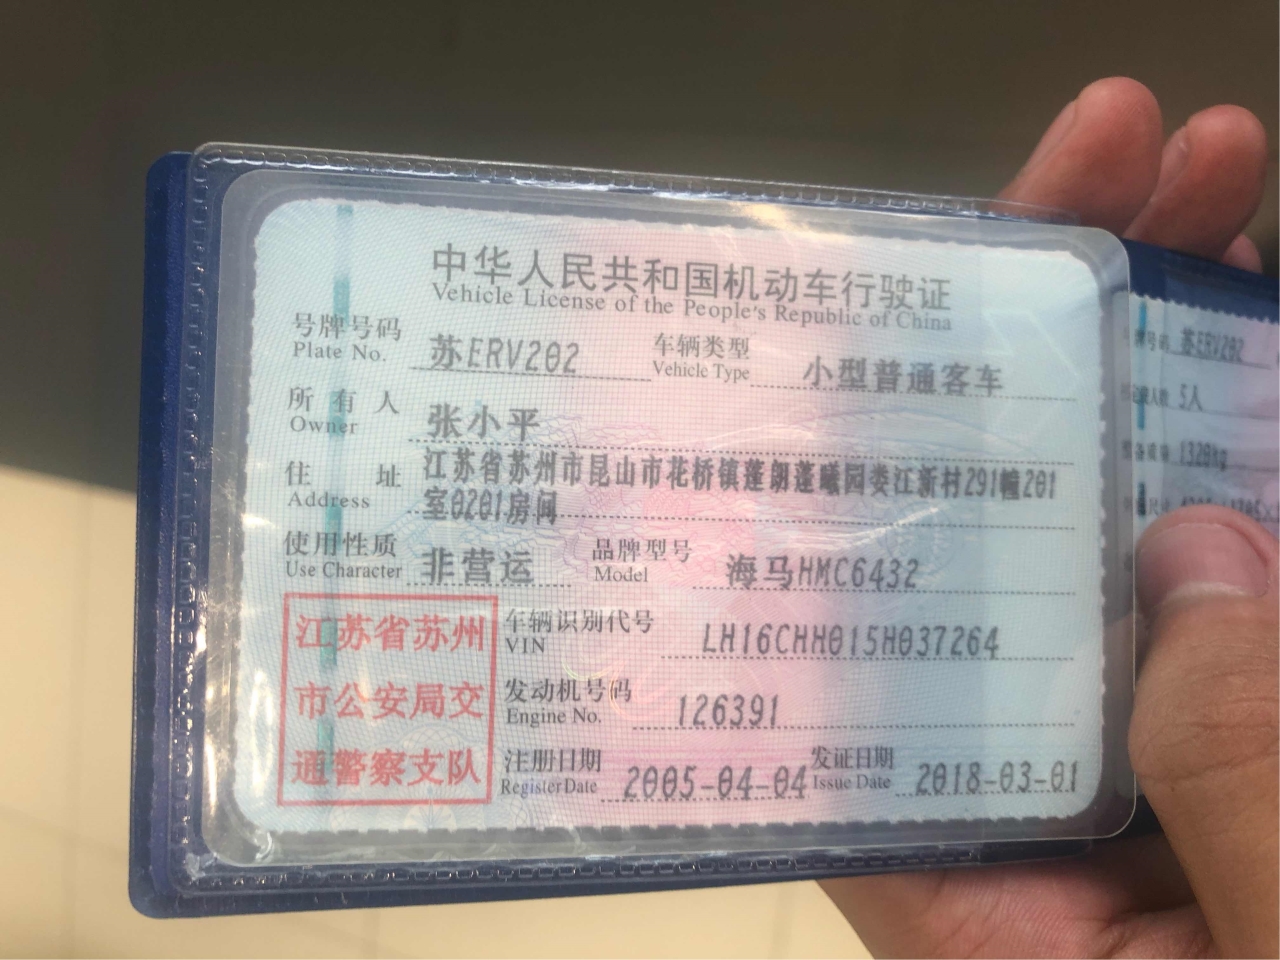 中华人民共和国机动车行驶证
Vehicle License of the People's Republic of China
号牌号码 苏ERV202 车辆类型 小型普通客车
Plate No. Vehicle Type
所有人 张小平
Owner
住址 江苏省苏州市昆山市花桥镇蓬朗蓬曦园娄江新村291幢201
Address 室0201房间
使用性质 非营运 品牌型号 海马HMC6432
Use Character Model
江苏省苏州
市公安局交
通警察支队
车辆识别代号 LH16CHH015H037264
VIN
发动机号码 126391
Engine No.
注册日期 2005-04-04 发证日期 2018-03-01
Register Date Issue Date
牌号码 苏ERV202
人数 5人
1320kg